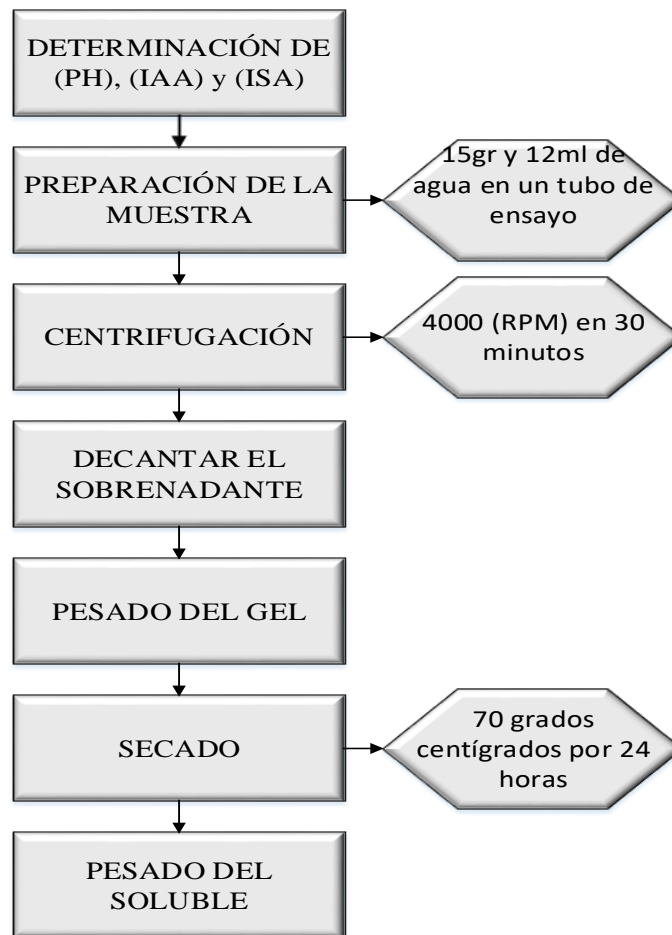 DETERMINACIÓN DE
(PH), (IAA) y (ISA)
PREPARACIÓN DE LA
MUESTRA
15gr y 12ml de
agua en un tubo de
ensayo
CENTRIFUGACIÓN
4000 (RPM) en 30
minutos
DECANTAR EL
SOBRENADANTE
PESADO DEL GEL
SECADO
70 grados
centígrados por 24
horas
PESADO DEL
SOLUBLE